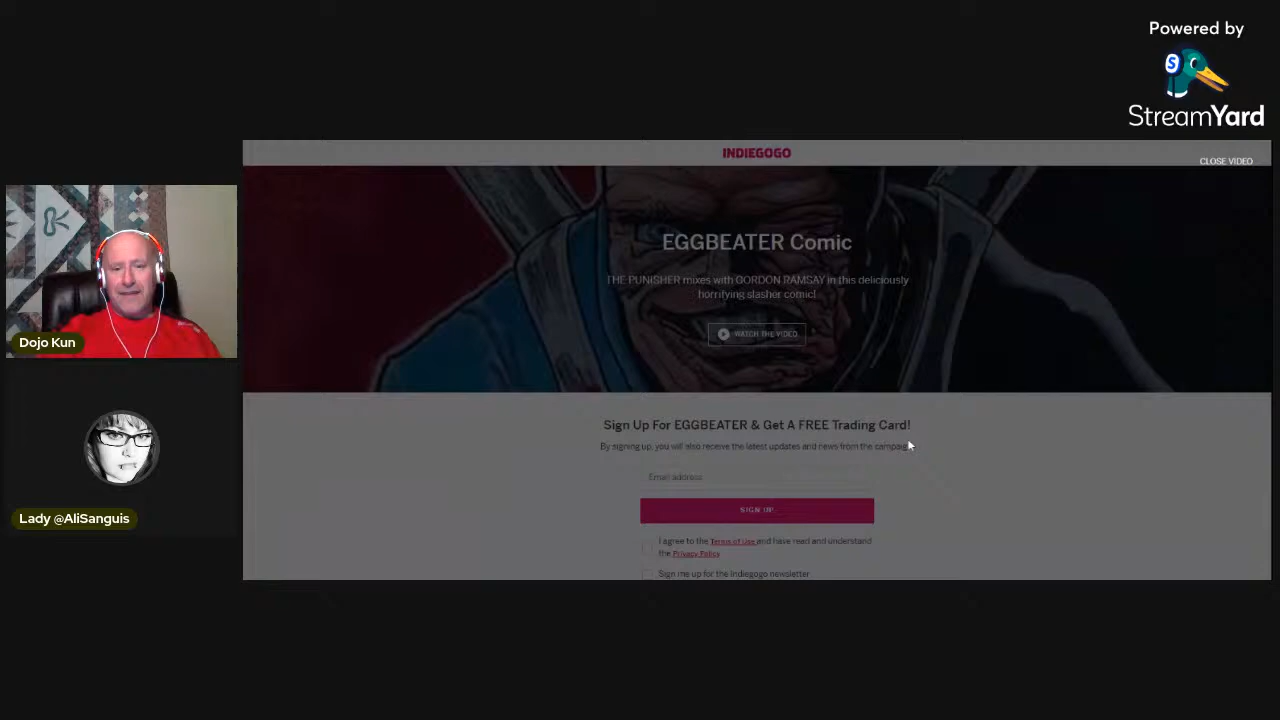 Powered by
S
StreamYard
INDIEGOGO
CLOSE VIDEO
EGGBEATER Comic
THE PUNISHER mixes with GORDON RAMSAY in this deliciously
horrifying slasher comic!
WATCH THE VIDEO
Dojo Kun
Sign Up For EGGBEATER & Get A FREE Trading Card!
By signing up, you will also receive the latest updates and news from the campaign
Email address
SIGN UP!
Lady @AliSanguis
I agree to the Terms of Use and have read and understand
the Privacy Policy
Sign me up for the Indiegogo newsletter